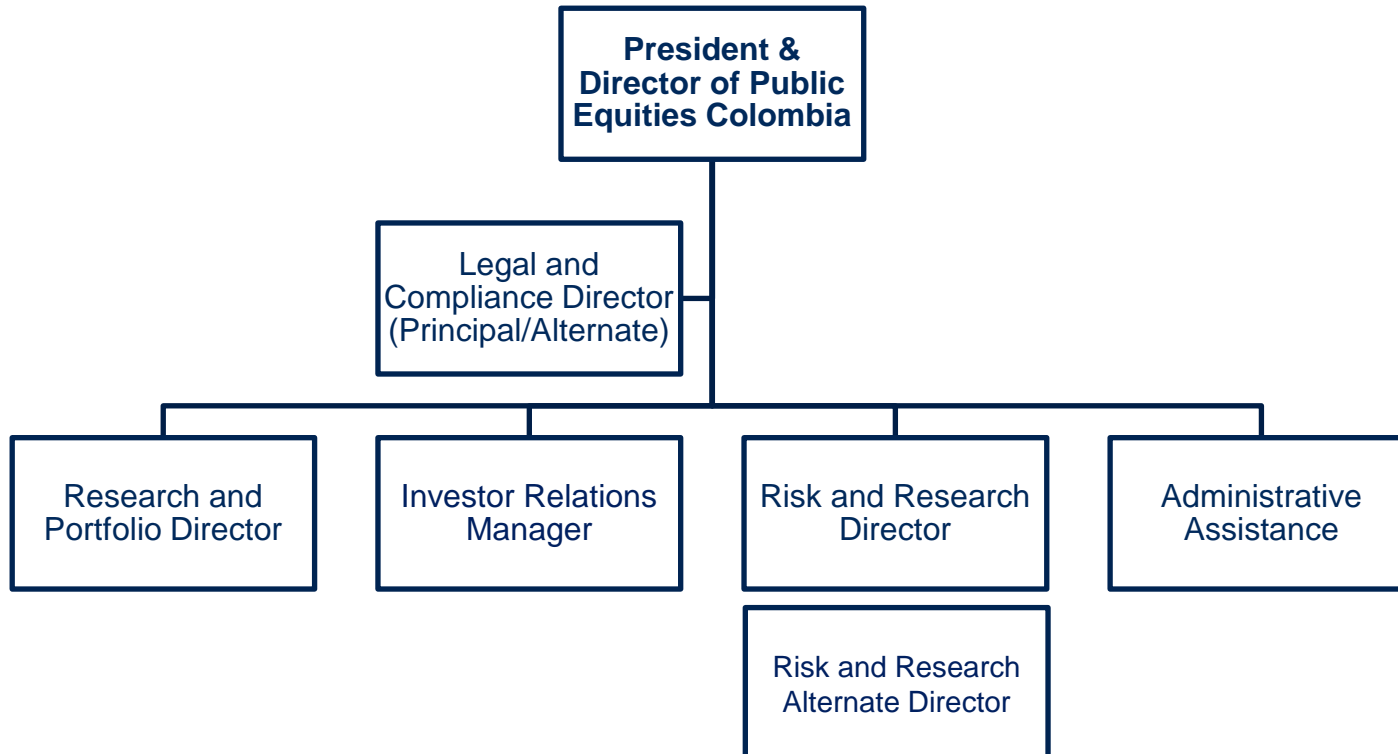 President &
Director of Public
Equities Colombia
Legal and
Compliance Director
(Principal/Alternate)
Research and
Portfolio Director
Investor Relations
Manager
Risk and Research
Director
Administrative
Assistance
Risk and Research
Alternate Director